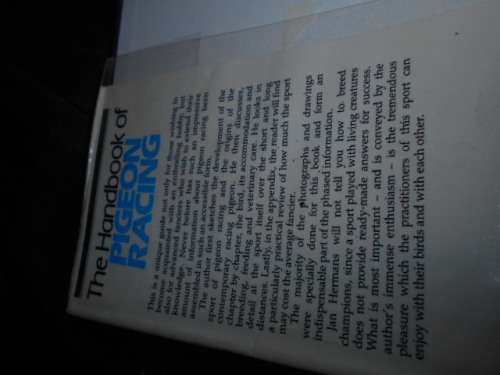 The Handbook of
PIGEON
RACING
This is a complete guide not only for those wishing to
become acquainted with this enthralling hobby, but
also for advanced fanciers who wish to extend their
knowledge. Nowhere else has such an impressive
amount of information about pigeon racing been
assembled in such an accessible form.
The author first sketches the development of the
sport of pigeon racing and the origins of the
contemporary racing pigeon. He then discusses,
chapter by chapter, the bird, its accommodation and
breeding, feeding and veterinary care. He looks in
detail at the sport itself over the short and long
distances. Lastly, in the appendix, the reader will find
a particularly practical review of how much the sport
may cost the average fancier.
The majority of the photographs and drawings
were specially done for this book and form an
indispensable part of the phased information.
Jan Hermans will not tell you how to breed
champions, since a sport played with living creatures
does not provide ready-made answers for success.
What is most important – and is conveyed by the
author's immense enthusiasm – is the tremendous
pleasure which the practitioners of this sport can
enjoy with their birds and with each other.